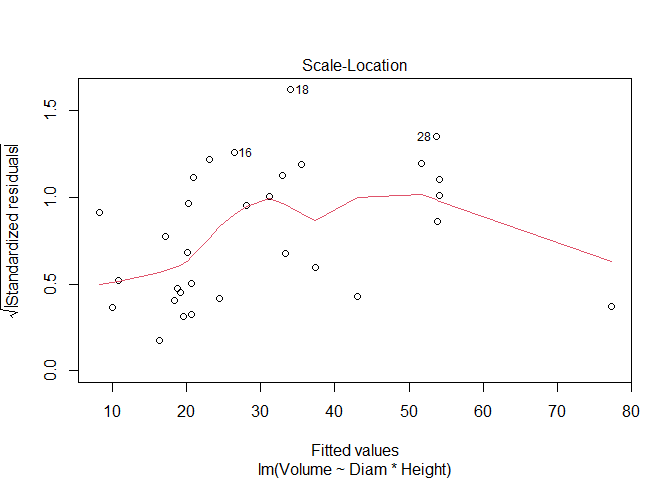 Scale-Location
√|Standardized residuals|
1.5
1.0
0.5
0.0
18
16
28
10 20 30 40 50 60 70 80
Fitted values
lm(Volume ~ Diam * Height)